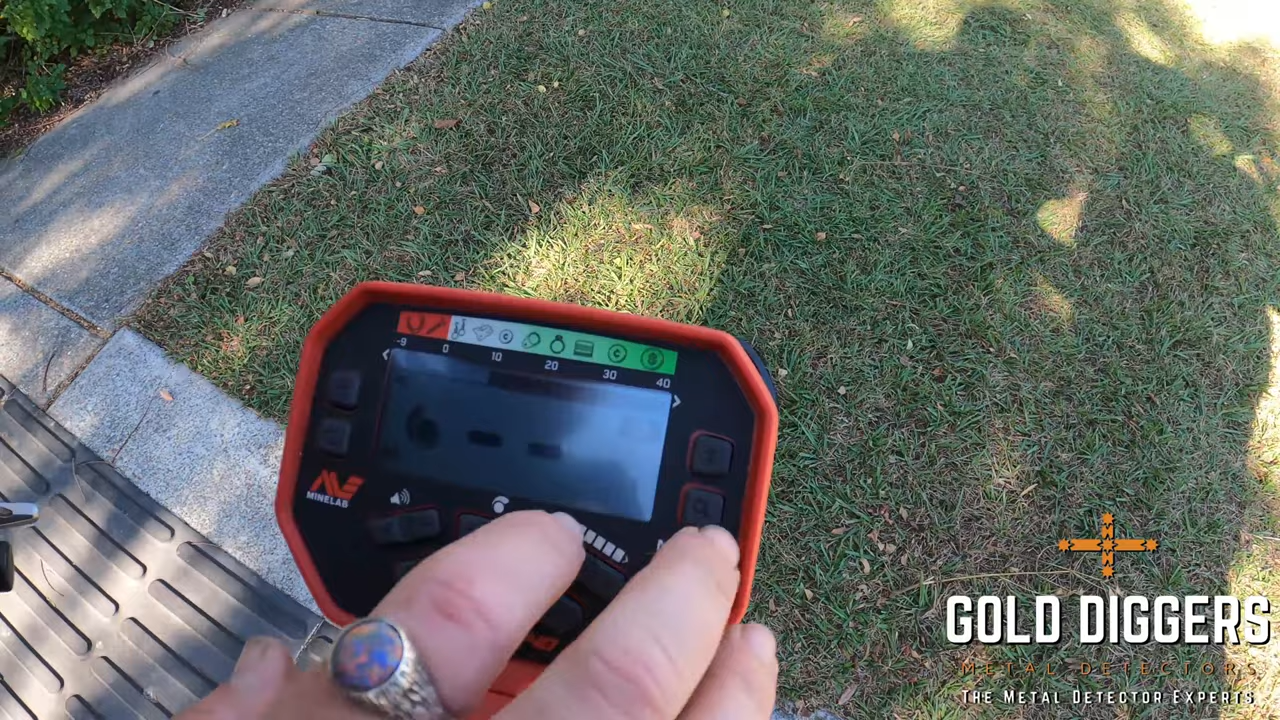 -9 0 10 20 30 40
MINELAB
GOLD DIGGERS
METAL DETECTORS
THE METAL DETECTOR EXPERTS